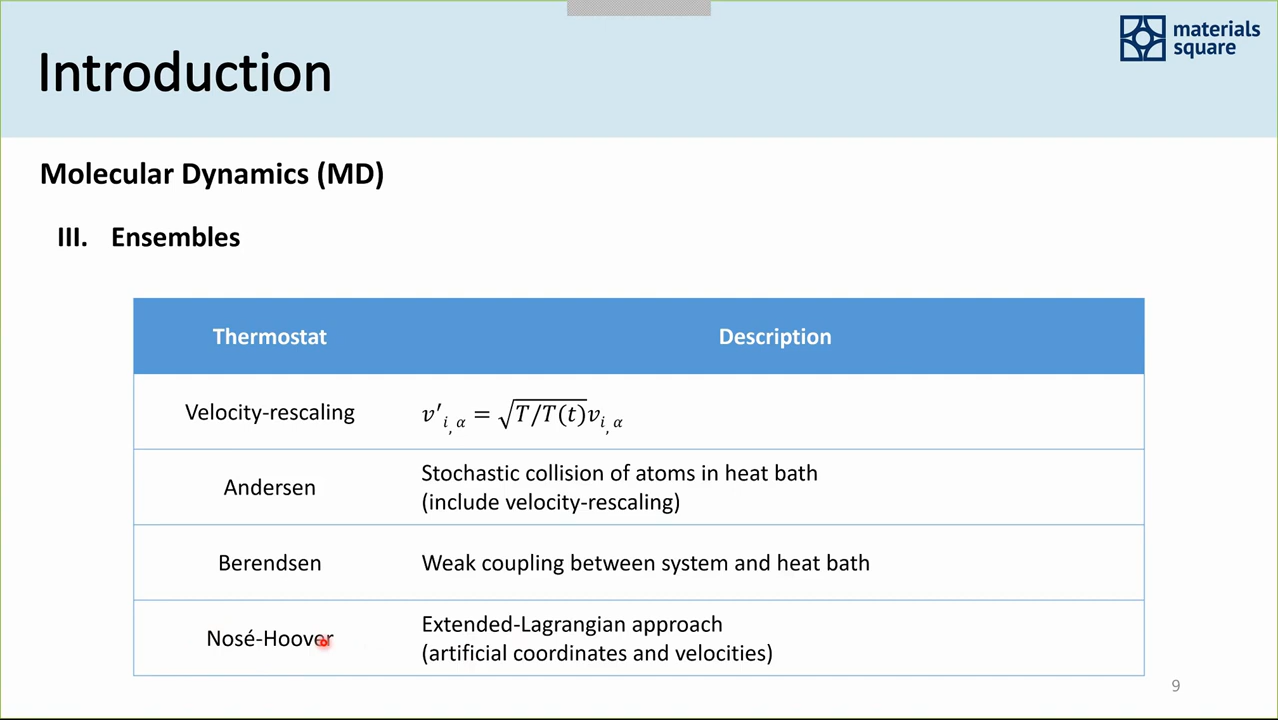 Introduction
materials
square
Molecular Dynamics (MD)
III. Ensembles
Thermostat Description
Velocity-rescaling v′i, α = √T/T(t)vi, α
Andersen
Stochastic collision of atoms in heat bath
(include velocity-rescaling)
Berendsen Weak coupling between system and heat bath
Nosé-Hoover
Extended-Lagrangian approach
(artificial coordinates and velocities)
9